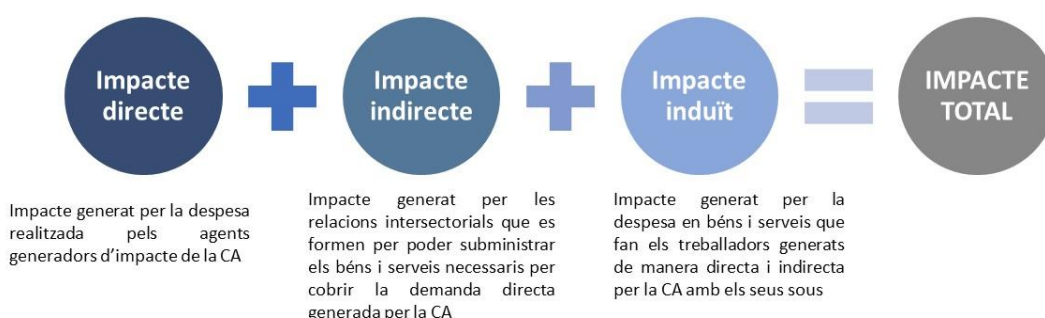 Impacte
directe
Impacte
indirecte
Impacte
induït
IMPACTE
TOTAL
Impacte generat per la despesa
realitzada pels agents
generadors d'impacte de la CA
Impacte generat per les
relacions intersectorials que es
formen per poder subministrar
els béns i serveis necessaris per
cobrir la demanda directa
generada per la CA
Impacte generat per la
despesa en béns i serveis que
fan els treballadors generats
de manera directa i indirecta
per la CA amb els seus sous